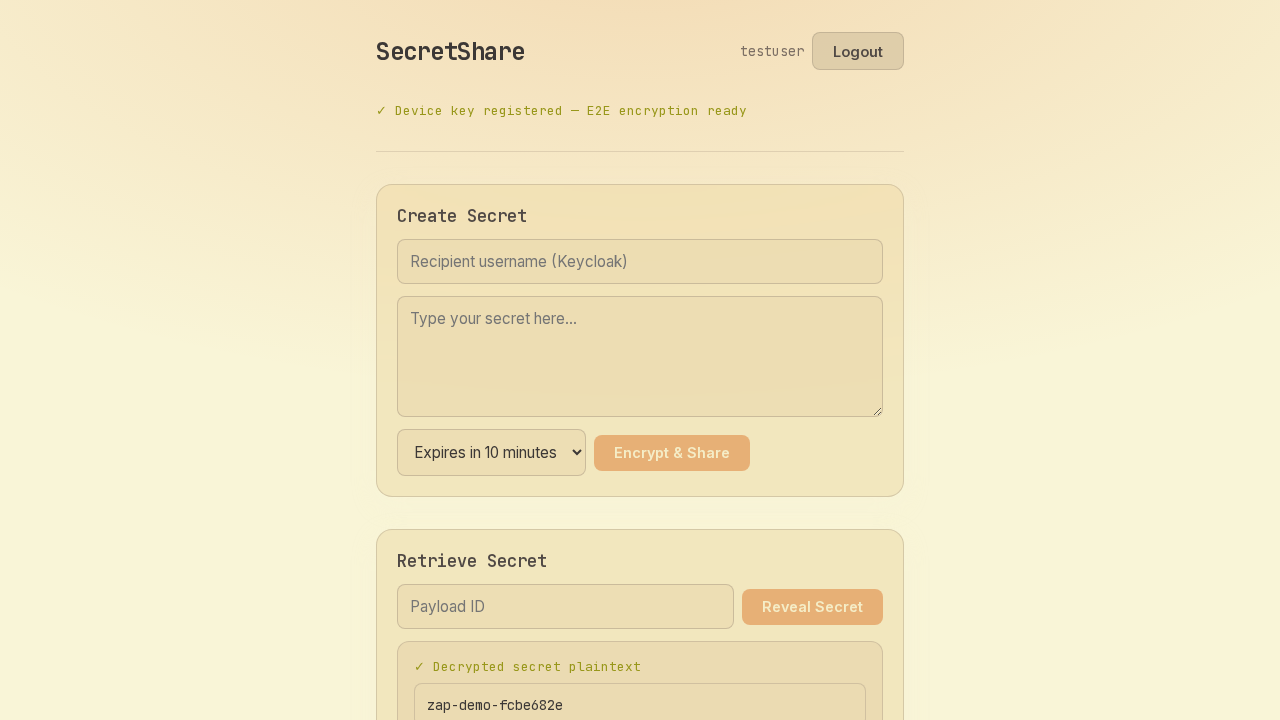 SecretShare
testuser
Logout
✓ Device key registered — E2E encryption ready
Create Secret
Recipient username (Keycloak)
Type your secret here...
Expires in 10 minutes
Encrypt & Share
Retrieve Secret
Payload ID
Reveal Secret
✓ Decrypted secret plaintext
zap-demo-fcbe682e